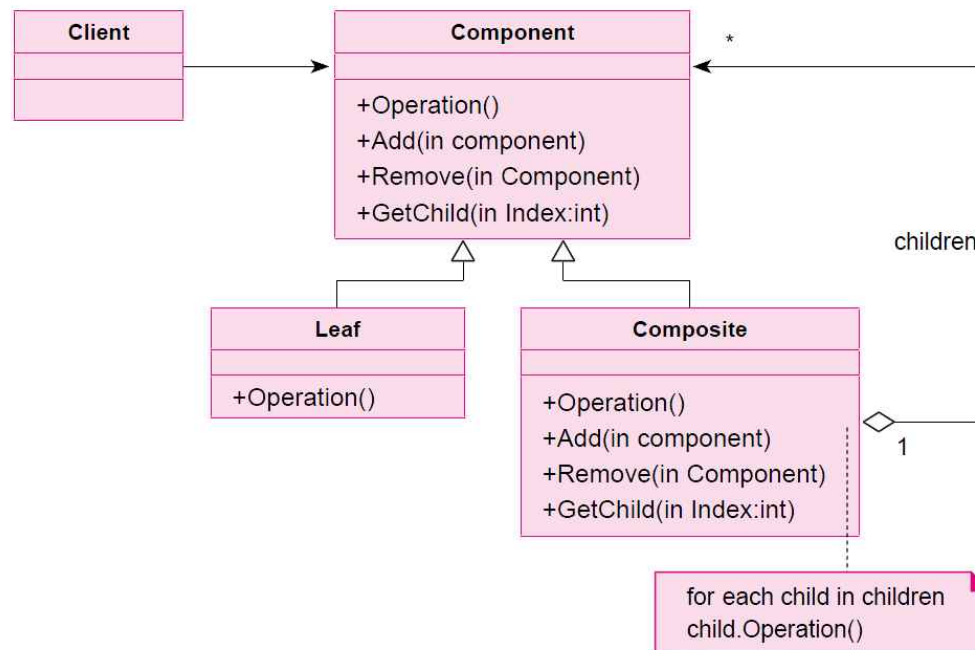 Client
Component
*
+Operation()
+Add(in component)
+Remove(in Component)
+GetChild(in Index:int)
children
Leaf
+Operation()
Composite
+Operation()
+Add(in component)
+Remove(in Component)
+GetChild(in Index:int)
1
for each child in children
child.Operation()